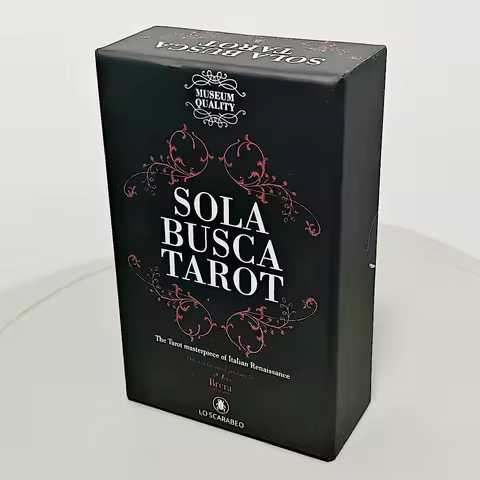 SOLA BUSCA
TAROT
MUSEUM
QUALITY
SOLA
BUSCA
TAROT
The Tarot masterpiece of Italian Renaissance
Brera
LO SCARABEO